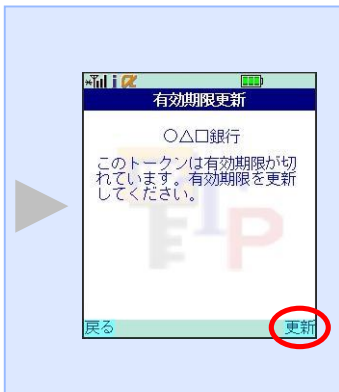 有効期限更新
○△□銀行
このトークンは有効期限が切
れています。有効期限を更新
してください。
TIP
戻る
更新